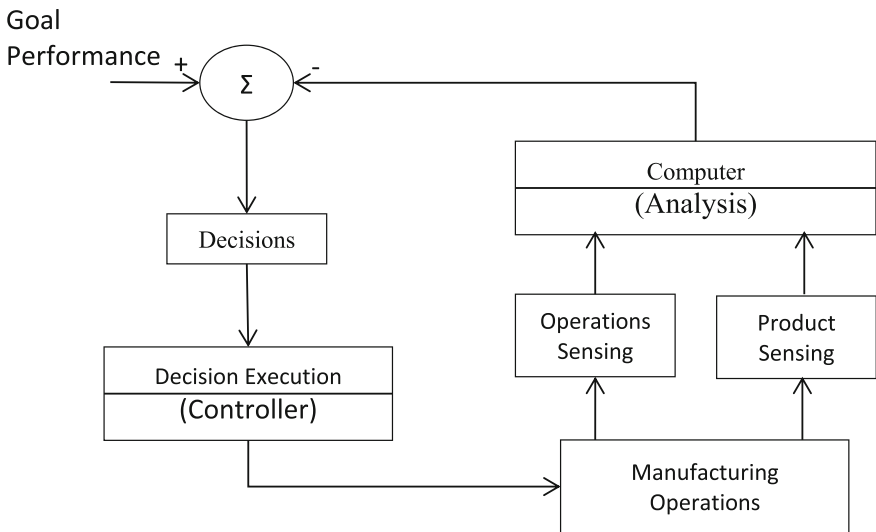 Goal
Performance
+
Σ
-
Computer
(Analysis)
Decisions
Operations
Sensing
Product
Sensing
Decision Execution
(Controller)
Manufacturing
Operations